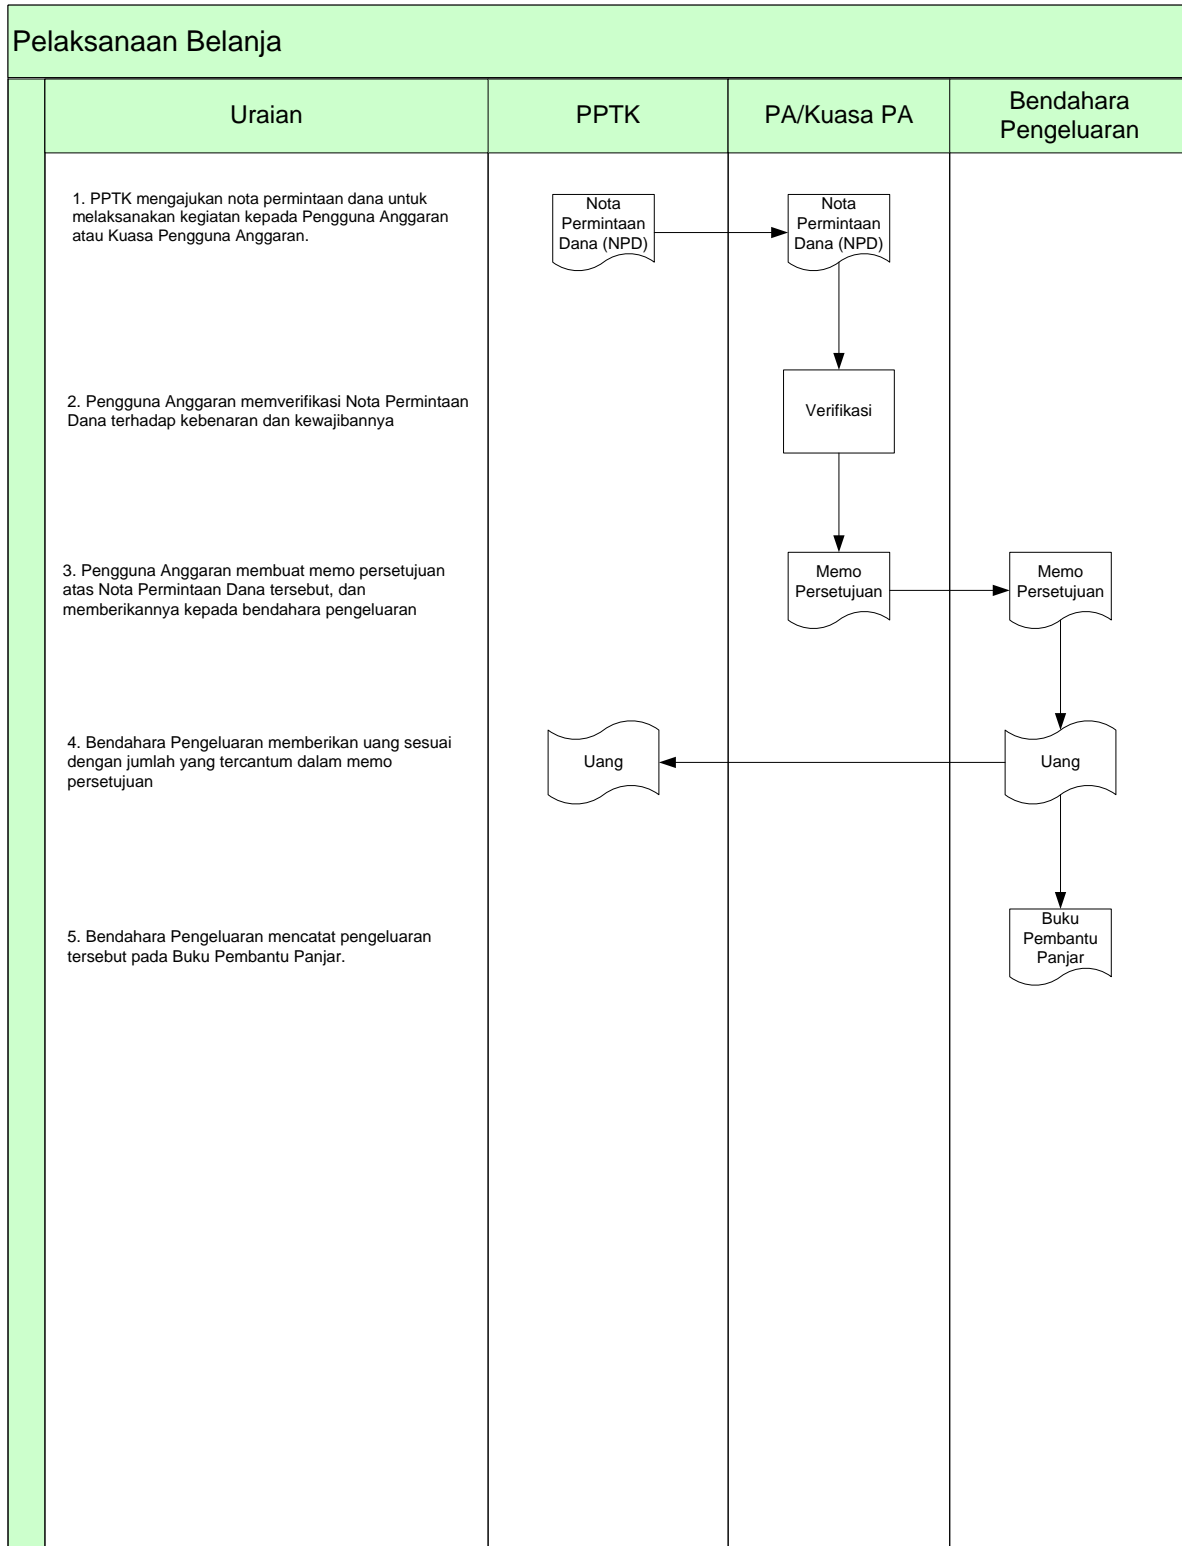 Pelaksanaan Belanja
Uraian
PPTK
PA/Kuasa PA
Bendahara
Pengeluaran
1. PPTK mengajukan nota permintaan dana untuk
melaksanakan kegiatan kepada Pengguna Anggaran
atau Kuasa Pengguna Anggaran.
Nota
Permintaan
Dana (NPD)
Nota
Permintaan
Dana (NPD)
2. Pengguna Anggaran memverifikasi Nota Permintaan
Dana terhadap kebenaran dan kewajibannya
Verifikasi
3. Pengguna Anggaran membuat memo persetujuan
atas Nota Permintaan Dana tersebut, dan
memberikannya kepada bendahara pengeluaran
Memo
Persetujuan
Memo
Persetujuan
4. Bendahara Pengeluaran memberikan uang sesuai
dengan jumlah yang tercantum dalam memo
persetujuan
Uang
Uang
5. Bendahara Pengeluaran mencatat pengeluaran
tersebut pada Buku Pembantu Panjar.
Buku
Pembantu
Panjar